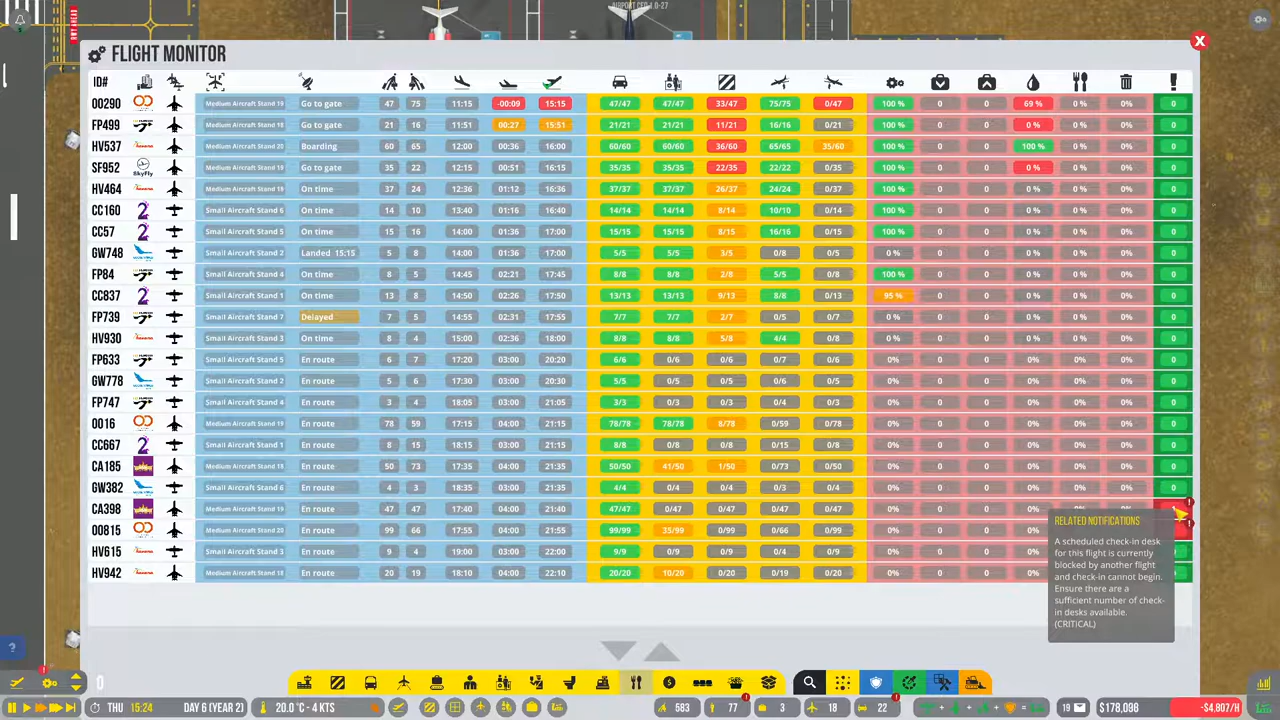 AIRPORT CEO 1.0-27
FLIGHT MONITOR
ID#
00290 Medium Aircraft Stand 19 Go to gate 47 75 11:15 -00:09 15:15 47/47 47/47 33/47 75/75 0/47 100 % 0 0 69 % 0 % 0% 0
FP499 Medium Aircraft Stand 18 Go to gate 21 16 11:51 00:27 15:51 21/21 21/21 11/21 16/16 0/21 100 % 0 0 0 % 0 % 0% 0
HV537 Medium Aircraft Stand 20 Boarding 60 65 12:00 00:36 16:00 60/60 60/60 36/60 65/65 35/60 100 % 0 0 100 % 0 % 0% 0
SF952 SKYFLY Medium Aircraft Stand 18 Go to gate 35 22 12:15 00:51 16:15 35/35 35/35 22/35 22/22 0/35 100 % 0 0 0 % 0 % 0% 0
HV464 Medium Aircraft Stand 19 On time 37 24 12:36 01:12 16:36 37/37 37/37 26/37 24/24 0/37 100 % 0 0 0 % 0 % 0% 0
CC160 Small Aircraft Stand 6 On time 14 10 13:40 01:16 16:40 14/14 14/14 8/14 10/10 0/14 100 % 0 0 0 % 0 % 0% 0
CC57 Small Aircraft Stand 5 On time 15 16 14:00 01:36 17:00 15/15 15/15 8/15 16/16 0/15 100 % 0 0 0 % 0 % 0% 0
GW748 Small Aircraft Stand 2 Landed 15:15 5 8 14:00 01:36 17:00 5/5 5/5 3/5 0/8 0/5 0 % 0 0 0 % 0 % 0% 0
FP84 Small Aircraft Stand 4 On time 8 5 14:45 02:21 17:45 8/8 8/8 2/8 5/5 0/8 100 % 0 0 0 % 0 % 0% 0
CC837 Small Aircraft Stand 1 On time 13 8 14:50 02:26 17:50 13/13 13/13 9/13 8/8 0/13 95 % 0 0 0 % 0 % 0% 0
FP739 Small Aircraft Stand 7 Delayed 7 5 14:55 02:31 17:55 7/7 7/7 2/7 0/5 0/7 0 % 0 0 0 % 0 % 0% 0
HV930 Small Aircraft Stand 3 On time 8 4 15:00 02:36 18:00 8/8 8/8 5/8 4/4 0/8 0 % 0 0 0 % 0 % 0% 0
FP633 Small Aircraft Stand 5 En route 6 7 17:20 03:00 20:20 6/6 0/6 0/6 0/7 0/6 0% 0 0 0% 0 % 0% 0
GW778 Small Aircraft Stand 2 En route 5 6 17:30 03:00 20:30 5/5 0/5 0/5 0/6 0/5 0% 0 0 0% 0 % 0% 0
FP747 Small Aircraft Stand 4 En route 3 4 18:05 03:00 21:05 3/3 0/3 0/3 0/4 0/3 0% 0 0 0% 0 % 0% 0
0016 Medium Aircraft Stand 19 En route 78 59 17:15 04:00 21:15 78/78 78/78 8/78 0/59 0/78 0% 0 0 0% 0 % 0% 0
CC667 Small Aircraft Stand 1 En route 8 15 18:15 03:00 21:15 8/8 0/8 0/8 0/15 0/8 0% 0 0 0% 0 % 0% 0
CA185 Medium Aircraft Stand 18 En route 50 73 17:35 04:00 21:35 50/50 41/50 1/50 0/73 0/50 0% 0 0 0% 0 % 0% 0
GW382 Small Aircraft Stand 6 En route 4 3 18:35 03:00 21:35 4/4 0/4 0/4 0/3 0/4 0% 0 0 0% 0 % 0% 0
CA398 Medium Aircraft Stand 19 En route 47 47 17:40 04:00 21:40 47/47 0/47 0/47 0/47 0/47 0% 0 0 0% 0 % 0%
00815 Medium Aircraft Stand 20 En route 99 66 17:55 04:00 21:55 99/99 35/99 0/99 0/66 0/99 0% 0 0
HV615 Small Aircraft Stand 3 En route 9 4 19:00 03:00 22:00 9/9 0/9 0/9 0/4 0/9 0% 0 0
HV942 Medium Aircraft Stand 18 En route 20 19 18:10 04:00 22:10 20/20 10/20 0/20 0/19 0/20 0% 0 0
RELATED NOTIFICATIONS
A scheduled check-in desk
for this flight is currently
blocked by another flight
and check-in cannot begin.
Ensure there are a
sufficient number of check-
in desks available.
(CRITICAL)
?
0
THU 15:24 DAY 6 (YEAR 2) 20.0 °C - 4 KTS 583 77 3 18 22 19 $178,098 -$4.807/H